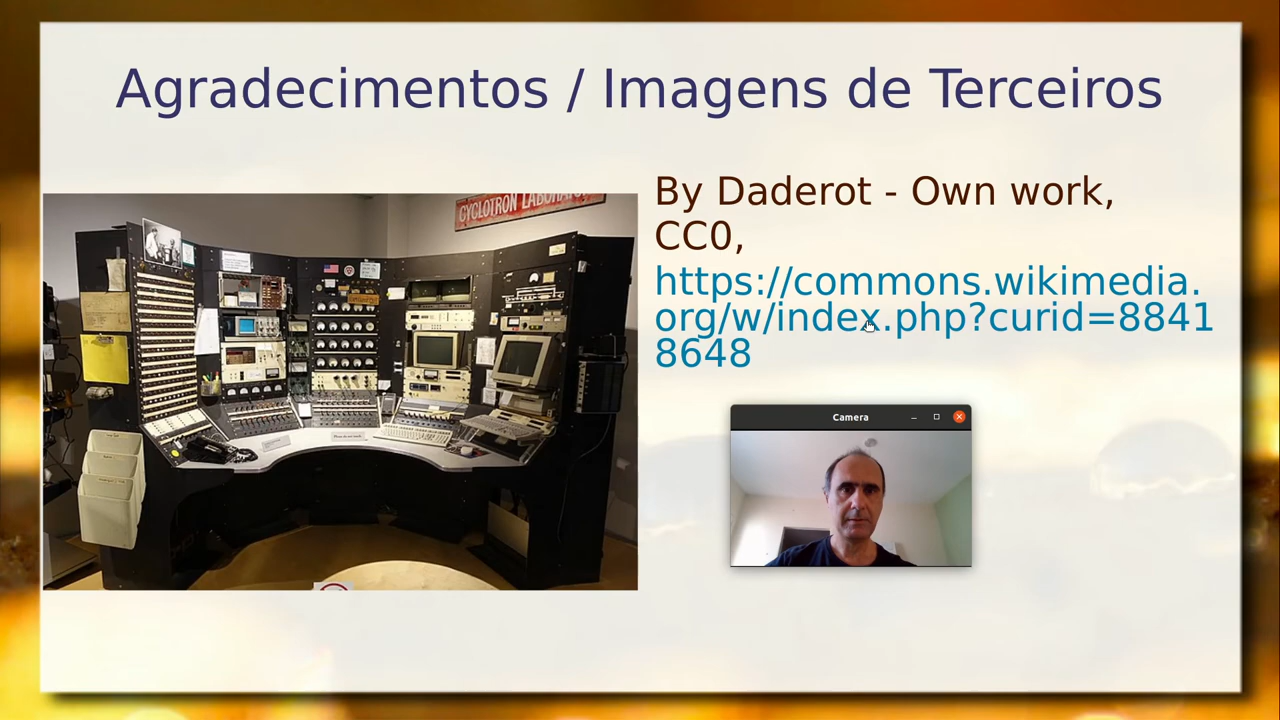 Agradecimentos / Imagens de Terceiros
CYCLOTRON LABORAT
By Daderot - Own work,
CC0,
https://commons.wikimedia.
org/w/index.php?curid=8841
8648
Camera